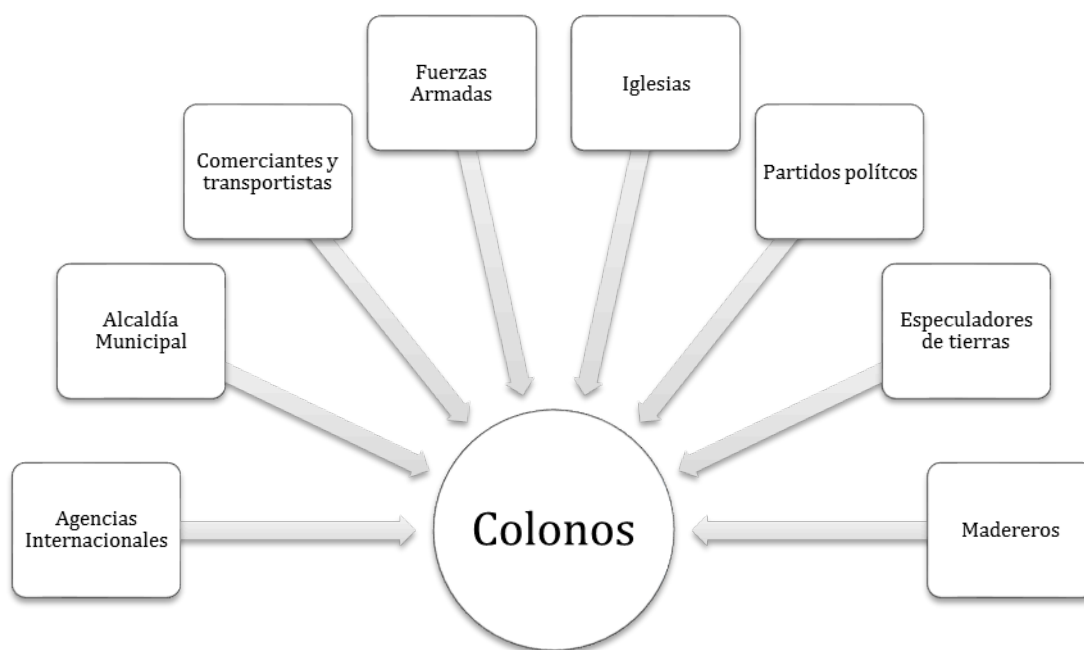 Fuerzas
Armadas
Iglesias
Comerciantes y
transportistas
Partidos polítcos
Alcaldía
Municipal
Especuladores
de tierras
Agencias
Internacionales
Colonos
Madereros